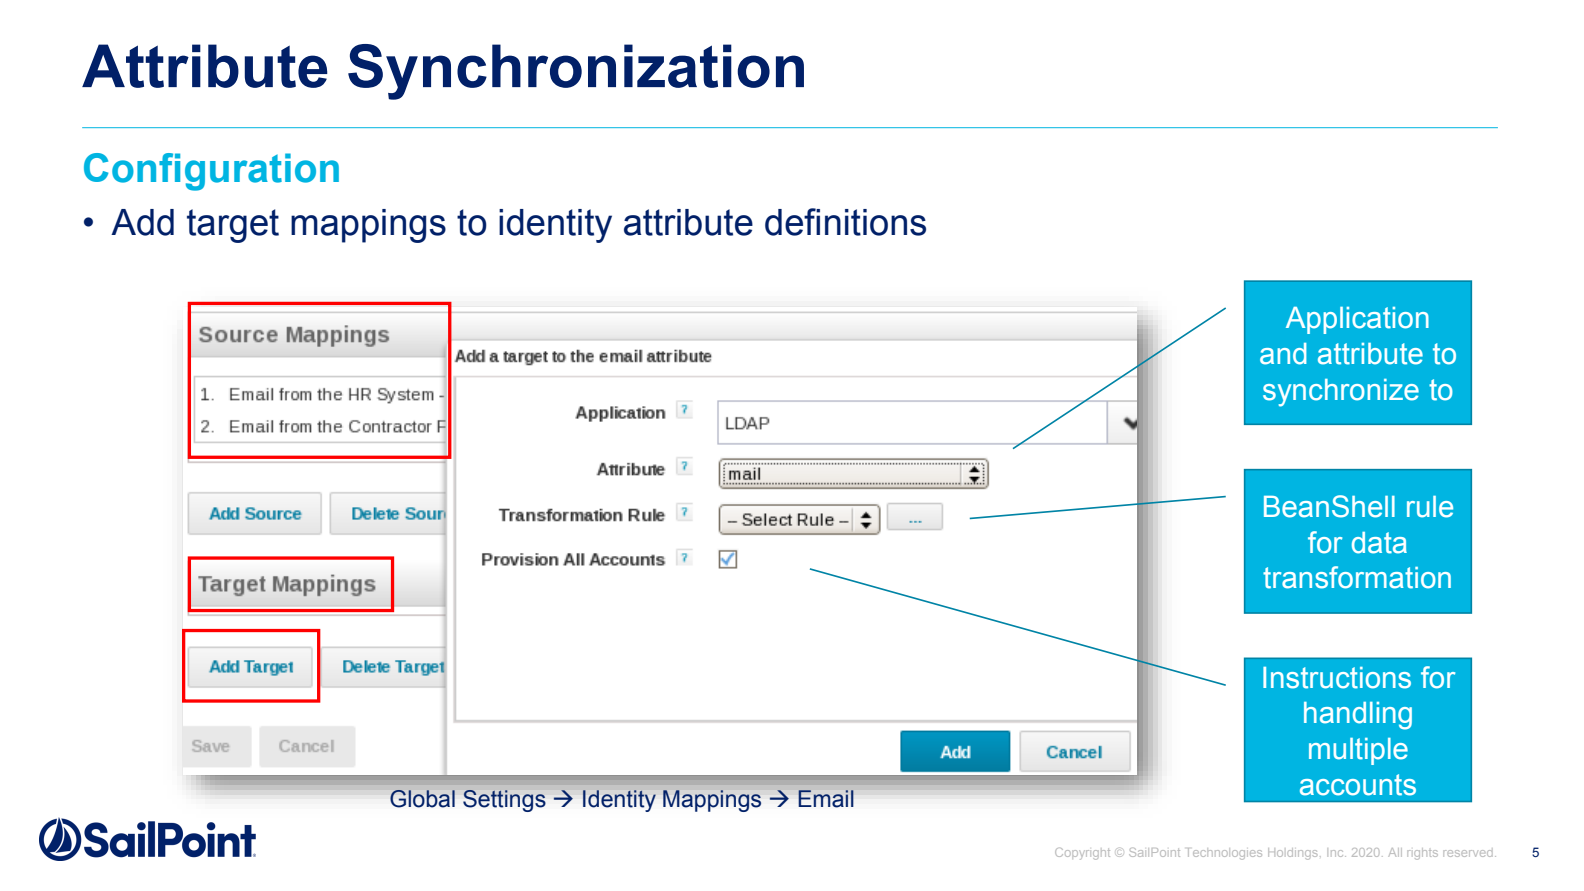 Attribute Synchronization
Configuration
• Add target mappings to identity attribute definitions
Source Mappings
1. Email from the HR System -
2. Email from the Contractor F
Add Source
Delete Sour
Target Mappings
Add Target
Delete Target
Save
Cancel
Add a target to the email attribute
Application ?
LDAP
Attribute ?
mail
Transformation Rule ?
– Select Rule –
...
Provision All Accounts ?
Add
Cancel
Application
and attribute to
synchronize to
BeanShell rule
for data
transformation
Instructions for
handling
multiple
accounts
Global Settings → Identity Mappings → Email
SailPoint
Copyright © SailPoint Technologies Holdings, Inc. 2020. All rights reserved.
5